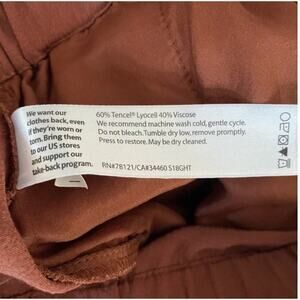 We want our
clothes back, even
if they're worn or
torn. Bring them
to our US stores
and support our
take-back program.
60% Tencel® Lyocell 40% Viscose
We recommend machine wash cold, gentle cycle.
Do not bleach. Tumble dry low, remove promptly.
Press to restore. May be dry cleaned.
RN#78121/CA#34460 S18GHT